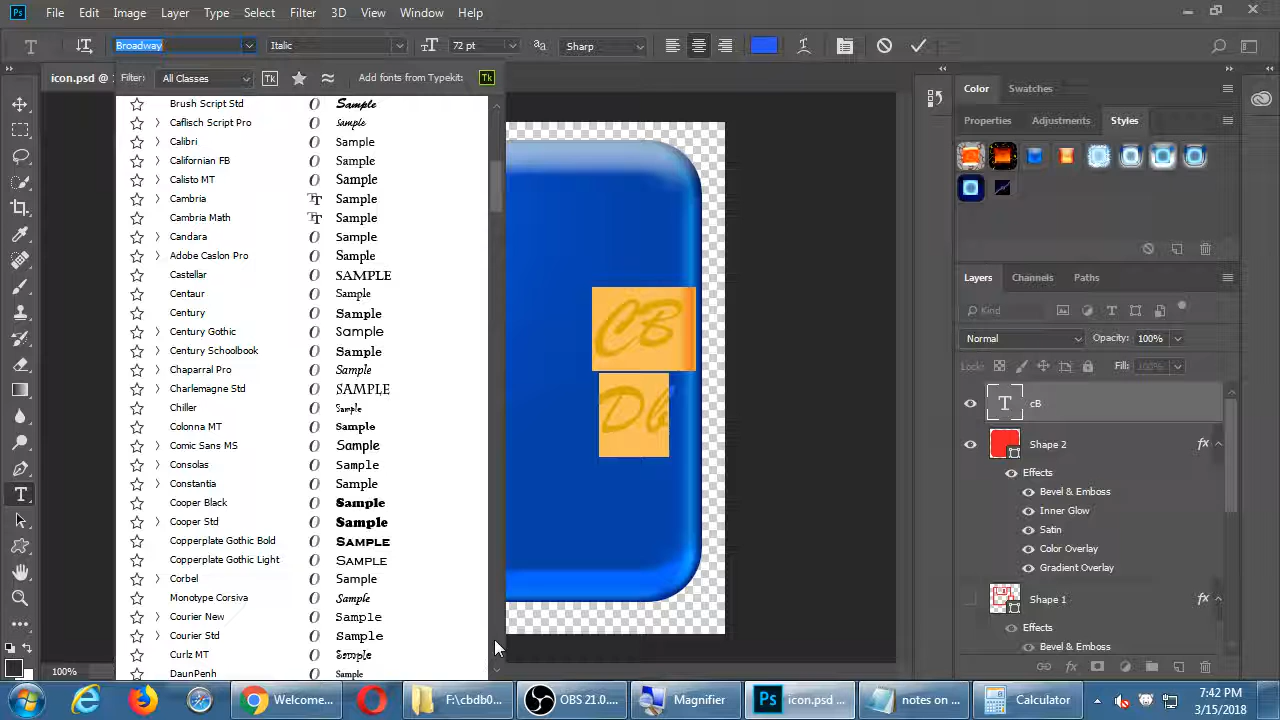 Ps File Edit Image Layer Type Select Filter 3D View Window Help
T Broadway Italic 72 pt Sharp
icon.psd @
Filter: All Classes Tk Add fonts from Typekit: Tk
Brush Script Std O Sample
Caflisch Script Pro O Sample
Calibri O Sample
Californian FB O Sample
Calisto MT O Sample
Cambria Sample
Cambria Math Sample
Candara O Sample
Adobe Caslon Pro O Sample
Castellar O SAMPLE
Centaur O Sample
Century O Sample
Century Gothic O Sample
Century Schoolbook O Sample
Chaparral Pro O Sample
Charlemagne Std O SAMPLE
Chiller O Sample
Colonna MT O Sample
Comic Sans MS O Sample
Consolas O Sample
Constantia O Sample
Cooper Black O Sample
Cooper Std O Sample
Copperplate Gothic Bold O SAMPLE
Copperplate Gothic Light O SAMPLE
Corbel O Sample
Monotype Corsiva O Sample
Courier New O Sample
Courier Std O Sample
Curlz MT O Sample
DaunPenh O Sample
CB
Db
Color Swatches
Properties Adjustments Styles
Layers Channels Paths
Kind
Normal Opacity: 100%
Lock: Fill:
T cB
Shape 2 fx
Effects
Bevel & Emboss
Inner Glow
Satin
Color Overlay
Gradient Overlay
Shape 1 fx
Effects
Bevel & Emboss
100%
Welcome... F:\cbdb0... OBS 21.0... Magnifier Ps icon.psd ... notes on ... Calculator
7:42 PM
3/15/2018